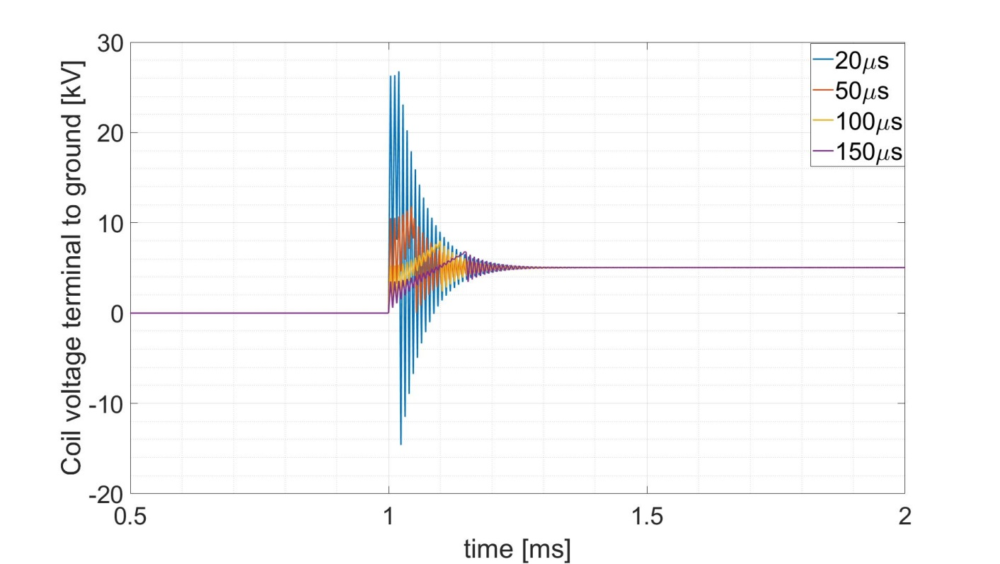 Coil voltage terminal to ground [kV]
30
20
10
0
-10
-20
0.5
1
1.5
2
time [ms]
20μs
50μs
100μs
150μs